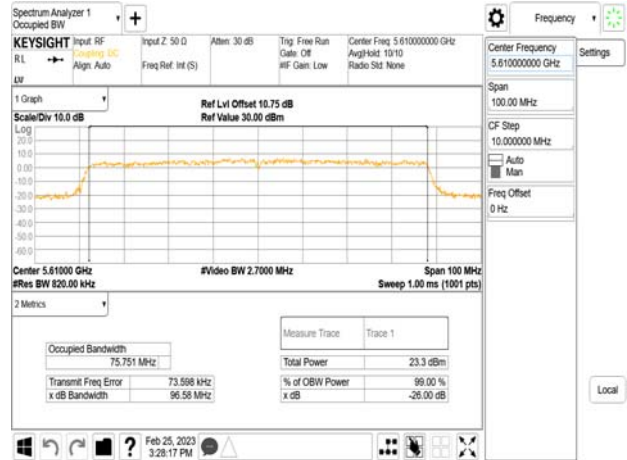 Spectrum Analyzer 1
Occupied BW
+
Frequency
KEYSIGHT Input: RF Input Z: 50 Ω Atten: 30 dB Trig: Free Run Center Freq: 5.610000000 GHz
RL Coupling: DC Gate: Off Avg|Hold: 10/10
Align: Auto Freq Ref: Int (S) #IF Gain: Low Radio Std: None
Center Frequency
5.610000000 GHz
Settings
Span
100.00 MHz
CF Step
10.000000 MHz
Auto
Man
Freq Offset
0 Hz
Local
1 Graph
Ref Lvl Offset 10.75 dB
Scale/Div 10.0 dB Ref Value 30.00 dBm
Log
20.0
10.0
0.00
-10.0
-20.0
-30.0
-40.0
-50.0
-60.0
Center 5.61000 GHz #Video BW 2.7000 MHz Span 100 MHz
#Res BW 820.00 kHz Sweep 1.00 ms (1001 pts)
2 Metrics
Measure Trace Trace 1
Occupied Bandwidth
75.751 MHz Total Power 23.3 dBm
Transmit Freq Error 73.598 kHz % of OBW Power 99.00 %
x dB Bandwidth 96.58 MHz x dB -26.00 dB
? Feb 25, 2023
3:28:17 PM